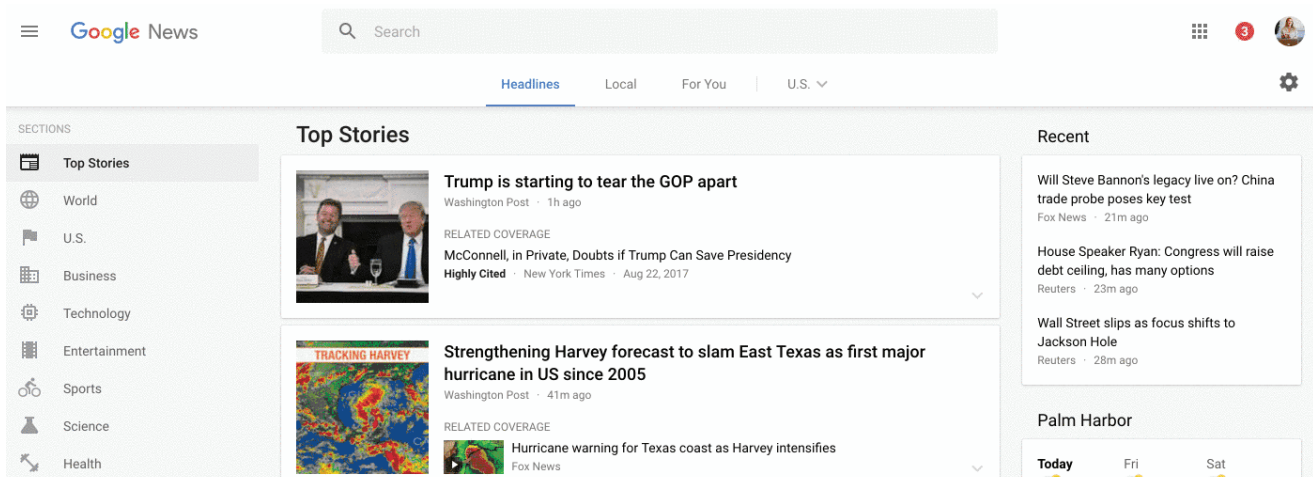 Google News
Search
3
Headlines
Local
For You
U.S.
SECTIONS
Top Stories
World
U.S.
Business
Technology
Entertainment
Sports
Science
Health
Top Stories
Trump is starting to tear the GOP apart
Washington Post · 1h ago
RELATED COVERAGE
McConnell, in Private, Doubts if Trump Can Save Presidency
Highly Cited · New York Times · Aug 22, 2017
TRACKING HARVEY
Strengthening Harvey forecast to slam East Texas as first major
hurricane in US since 2005
Washington Post · 41m ago
RELATED COVERAGE
Hurricane warning for Texas coast as Harvey intensifies
Fox News
Recent
Will Steve Bannon's legacy live on? China
trade probe poses key test
Fox News · 21m ago
House Speaker Ryan: Congress will raise
debt ceiling, has many options
Reuters · 23m ago
Wall Street slips as focus shifts to
Jackson Hole
Reuters · 28m ago
Palm Harbor
Today
Fri
Sat